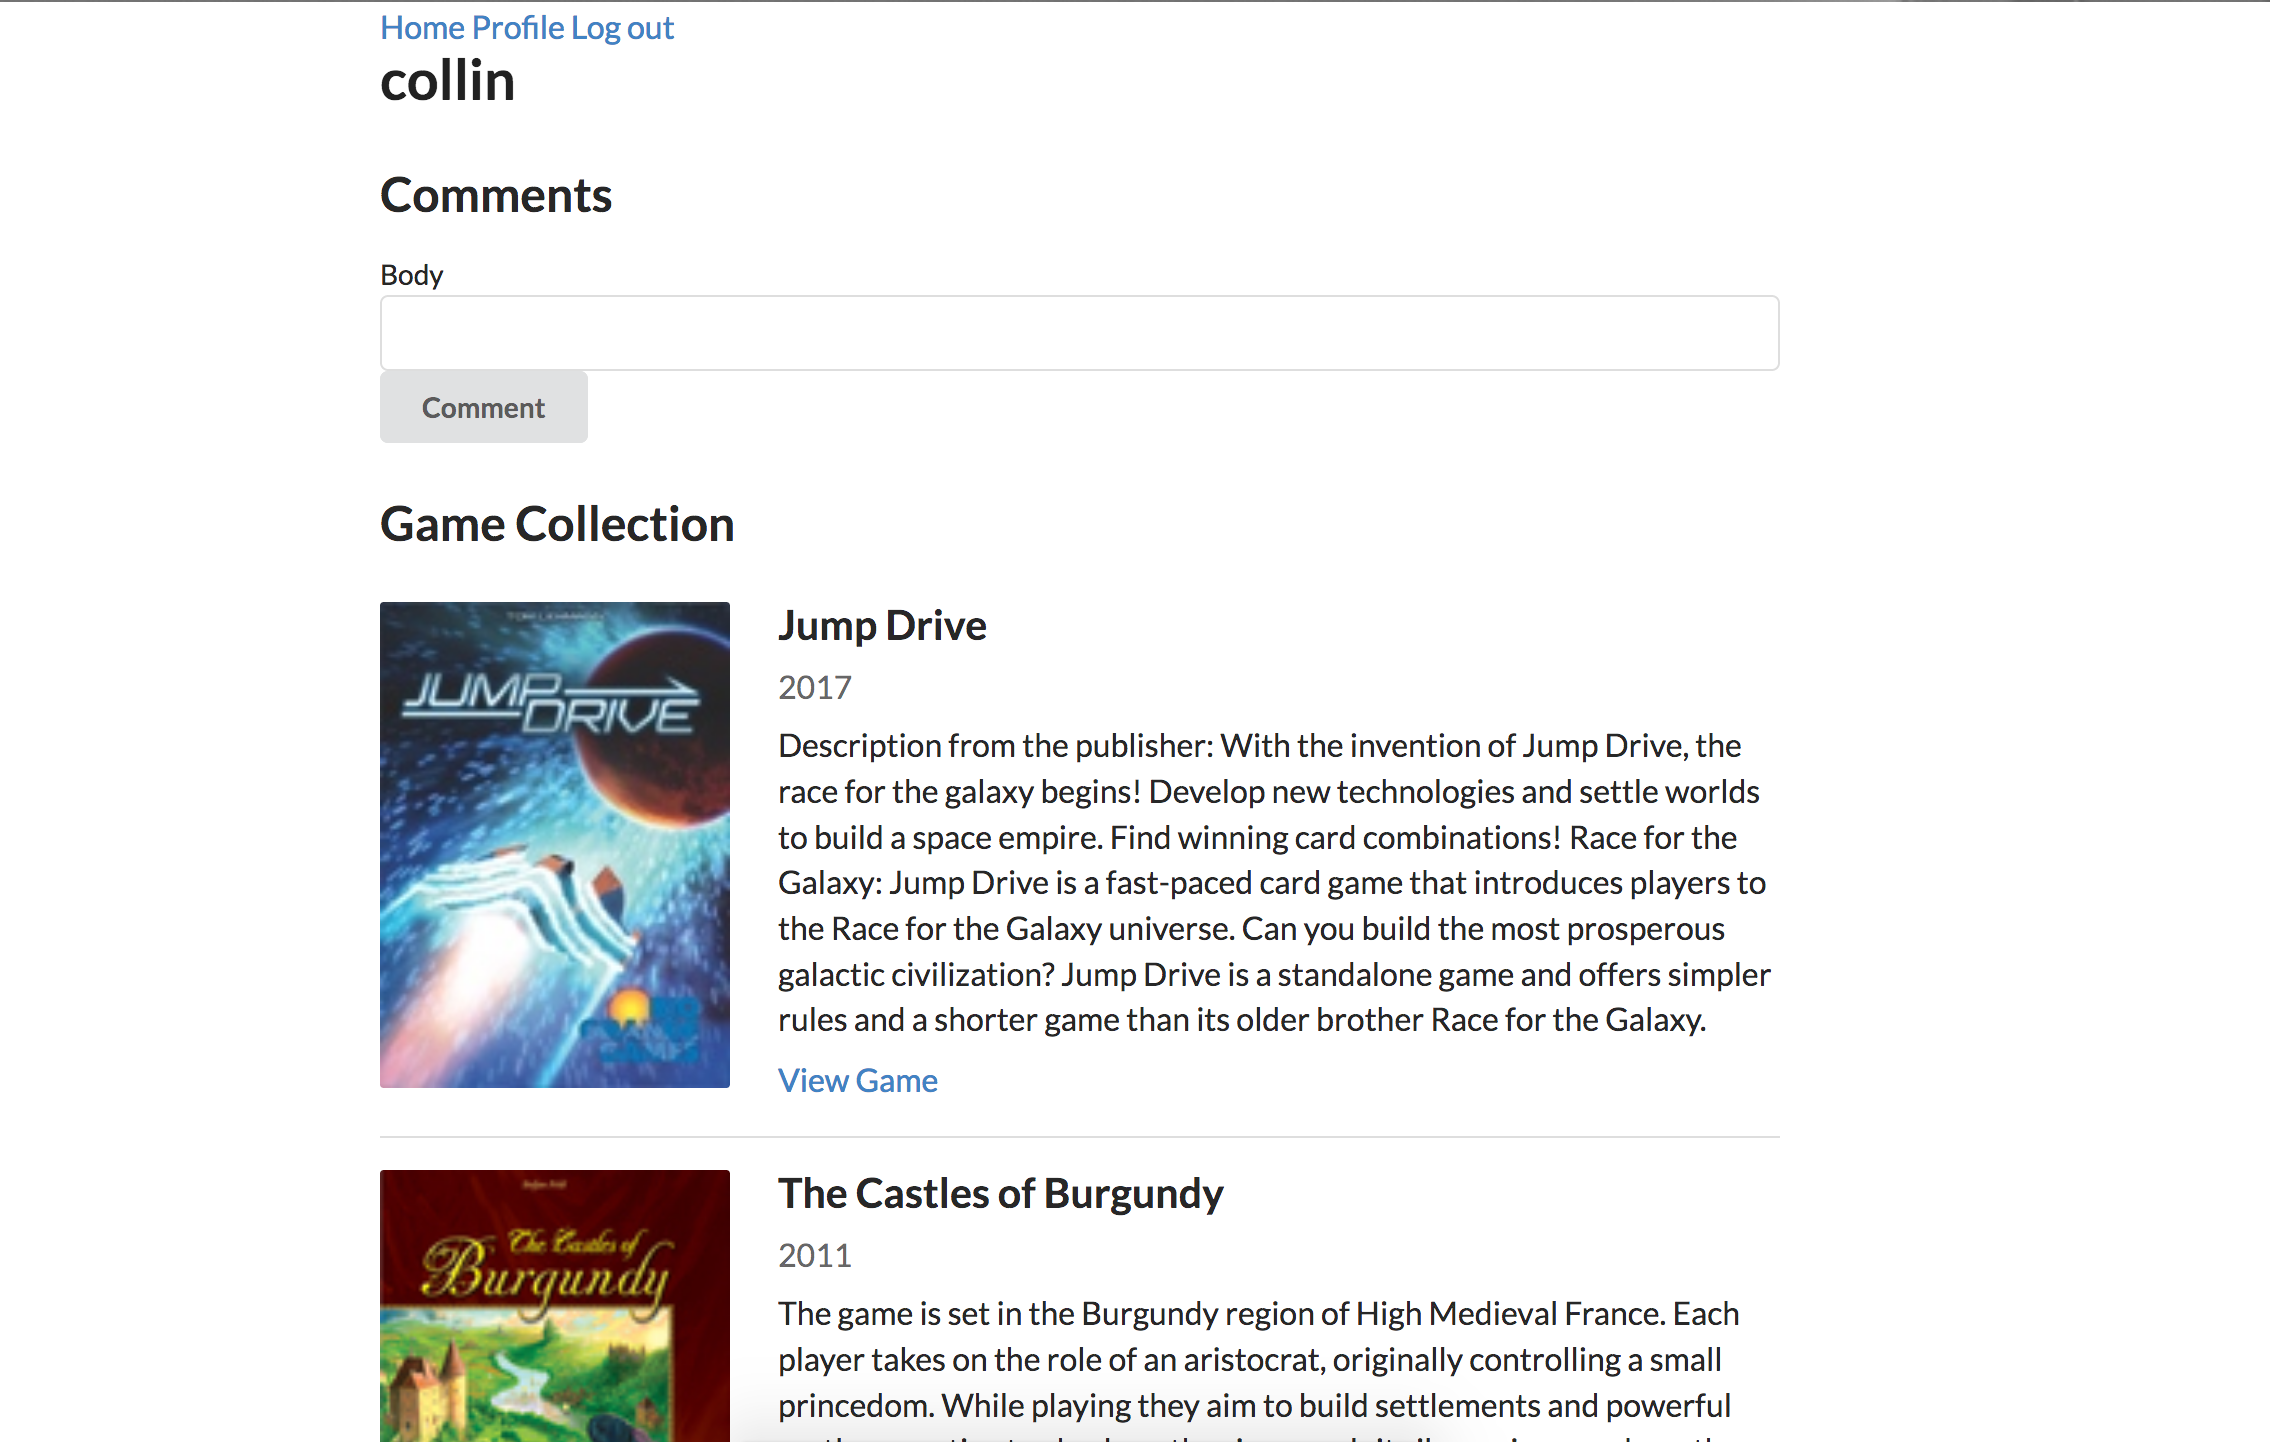 Home Profile Log out
collin
Comments
Body
Comment
Game Collection
JUMP
DRIVE
Jump Drive
2017
Description from the publisher: With the invention of Jump Drive, the
race for the galaxy begins! Develop new technologies and settle worlds
to build a space empire. Find winning card combinations! Race for the
Galaxy: Jump Drive is a fast-paced card game that introduces players to
the Race for the Galaxy universe. Can you build the most prosperous
galactic civilization? Jump Drive is a standalone game and offers simpler
rules and a shorter game than its older brother Race for the Galaxy.
View Game
The Castles of
Burgundy
The Castles of Burgundy
2011
The game is set in the Burgundy region of High Medieval France. Each
player takes on the role of an aristocrat, originally controlling a small
princedom. While playing they aim to build settlements and powerful